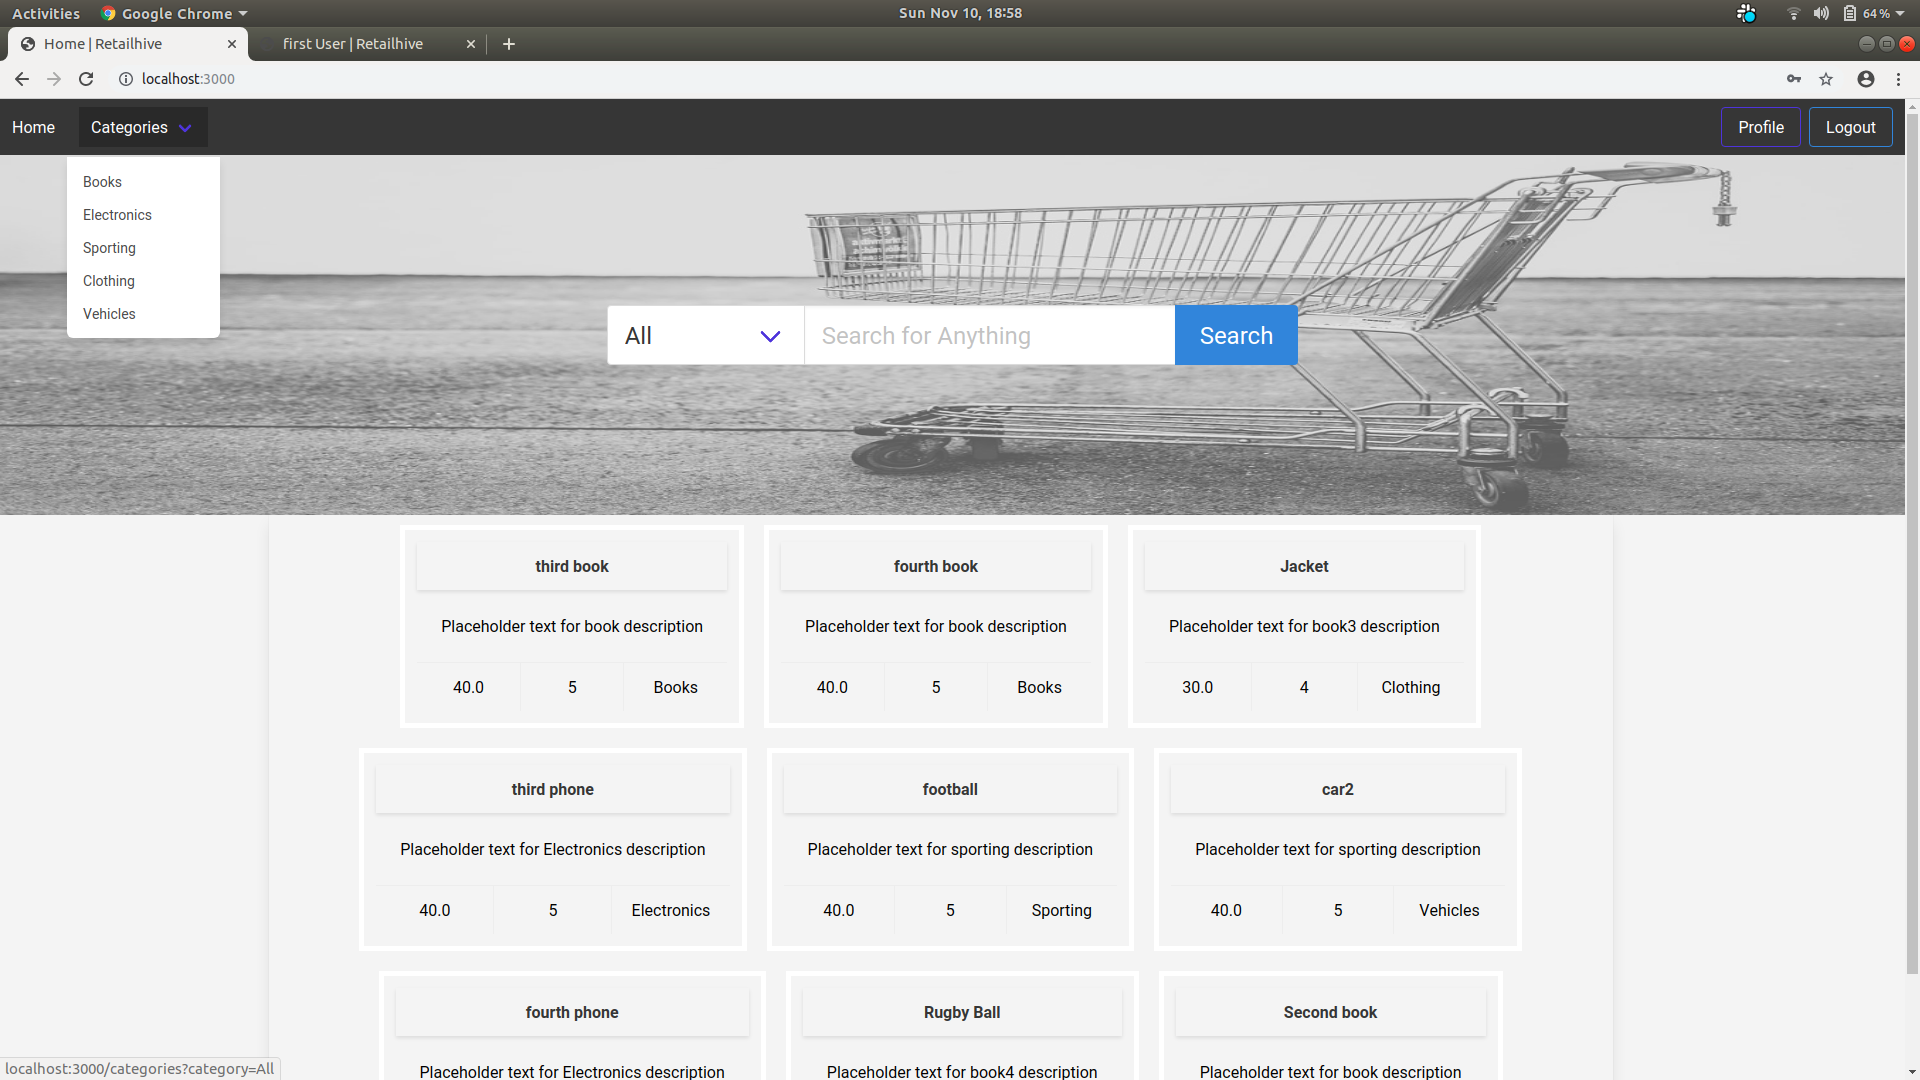 Activities Google Chrome Sun Nov 10, 18:58 64 %
Home | Retailhive first User | Retailhive
localhost:3000
Home Categories Profile Logout
Books
Electronics
Sporting
Clothing
Vehicles
All Search for Anything Search
third book fourth book Jacket
Placeholder text for book description Placeholder text for book description Placeholder text for book3 description
40.0 5 Books 40.0 5 Books 30.0 4 Clothing
third phone football car2
Placeholder text for Electronics description Placeholder text for sporting description Placeholder text for sporting description
40.0 5 Electronics 40.0 5 Sporting 40.0 5 Vehicles
fourth phone Rugby Ball Second book
Placeholder text for Electronics description Placeholder text for book4 description Placeholder text for book description
localhost:3000/categories?category=All